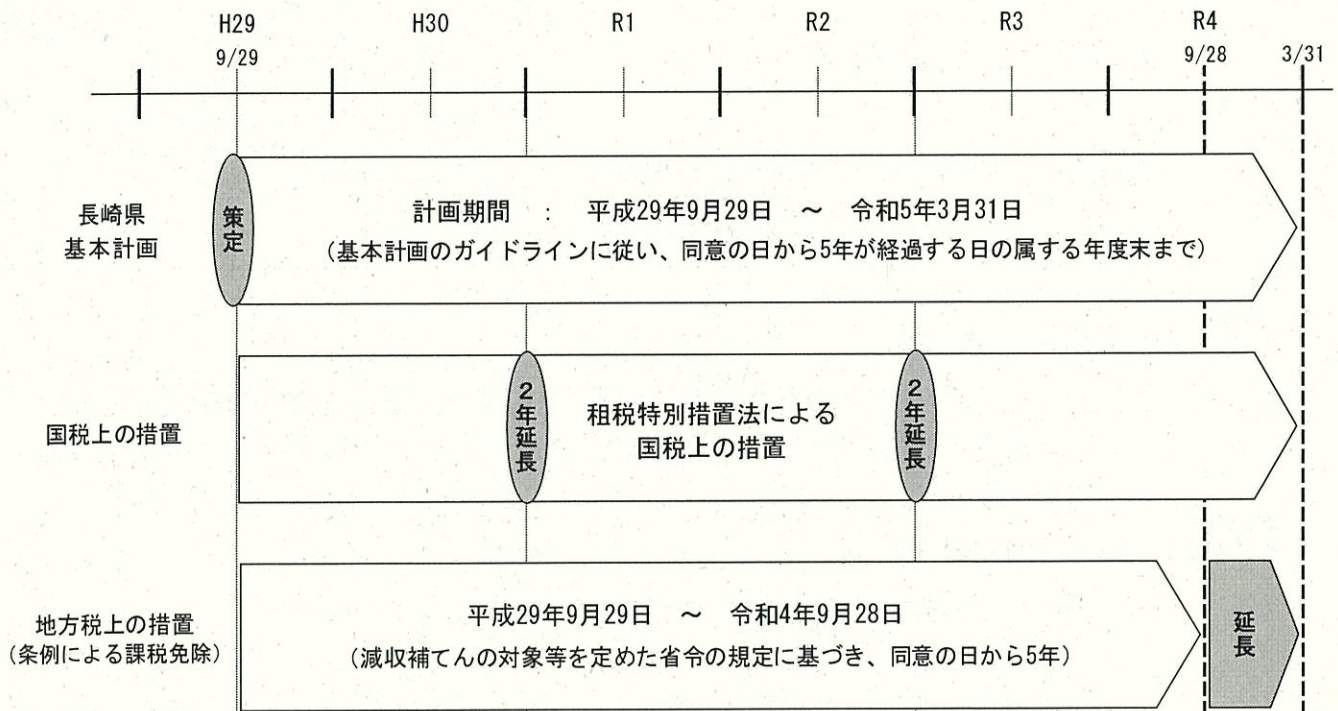 H29 H30 R1 R2 R3 R4
9/29 9/28 3/31
長崎県
基本計画
策定
計画期間 : 平成29年9月29日 ～ 令和5年3月31日
(基本計画のガイドラインに従い、同意の日から5年が経過する日の属する年度末まで)
国税上の措置
2年延長
租税特別措置法による
国税上の措置
2年延長
地方税上の措置
(条例による課税免除)
平成29年9月29日 ～ 令和4年9月28日
(減収補てんの対象等を定めた省令の規定に基づき、同意の日から5年)
延長